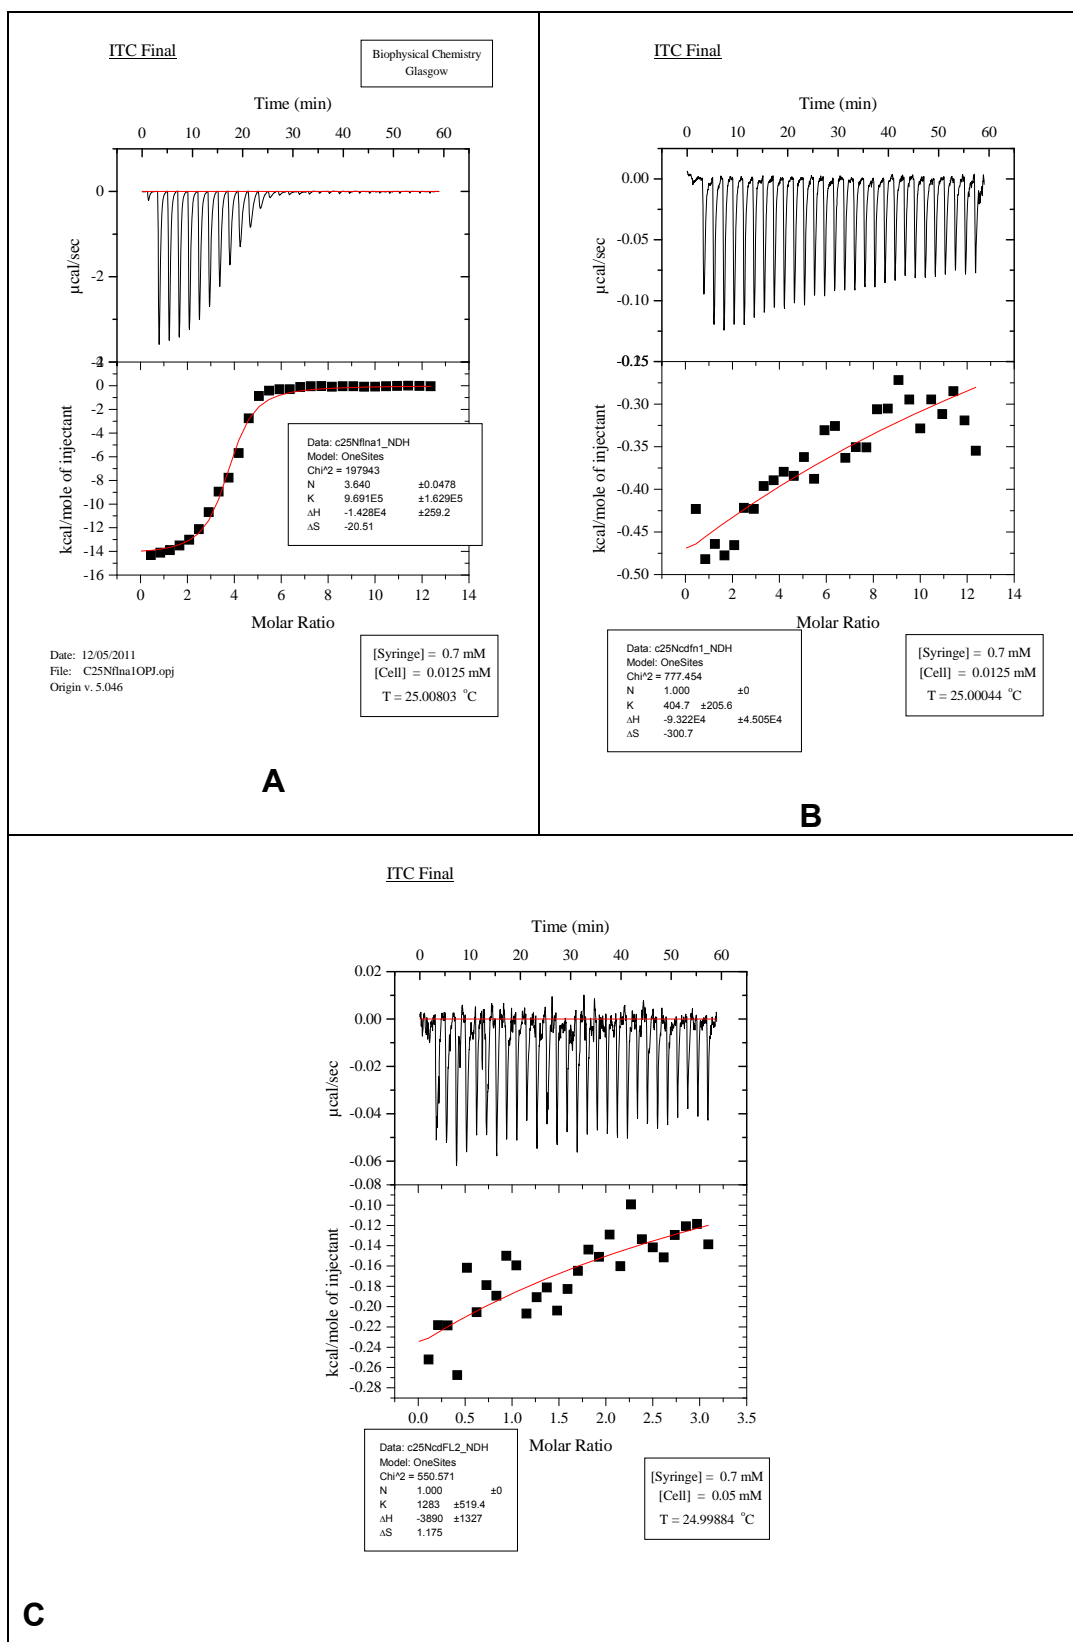 ITC Final
Biophysical Chemistry
Glasgow
Time (min)
0 10 20 30 40 50 60
0
-2
-4
µcal/sec
2
0
-2
-4
-6
-8
-10
-12
-14
-16
kcal/mole of injectant
Data: c25Nflna1_NDH
Model: OneSites
Chi^2 = 197943
N 3.640 ±0.0478
K 9.691E5 ±1.629E5
ΔH -1.428E4 ±259.2
ΔS -20.51
0 2 4 6 8 10 12 14
Molar Ratio
Date: 12/05/2011
File: C25Nflna1OPJ.opj
Origin v. 5.046
[Syringe] = 0.7 mM
[Cell] = 0.0125 mM
T = 25.00803 °C
A
ITC Final
Time (min)
0 10 20 30 40 50 60
0.00
-0.05
-0.10
-0.15
µcal/sec
-0.25
-0.30
-0.35
-0.40
-0.45
-0.50
kcal/mole of injectant
0 2 4 6 8 10 12 14
Molar Ratio
Data: c25Ncdfn1_NDH
Model: OneSites
Chi^2 = 777.454
N 1.000 ±0
K 404.7 ±205.6
ΔH -9.322E4 ±4.505E4
ΔS -300.7
[Syringe] = 0.7 mM
[Cell] = 0.0125 mM
T = 25.00044 °C
B
ITC Final
Time (min)
0 10 20 30 40 50 60
0.02
0.00
-0.02
-0.04
-0.06
-0.08
µcal/sec
-0.10
-0.12
-0.14
-0.16
-0.18
-0.20
-0.22
-0.24
-0.26
-0.28
kcal/mole of injectant
0.0 0.5 1.0 1.5 2.0 2.5 3.0 3.5
Molar Ratio
Data: c25NcdFL2_NDH
Model: OneSites
Chi^2 = 550.571
N 1.000 ±0
K 1283 ±519.4
ΔH -3890 ±1327
ΔS 1.175
[Syringe] = 0.7 mM
[Cell] = 0.05 mM
T = 24.99884 °C
C